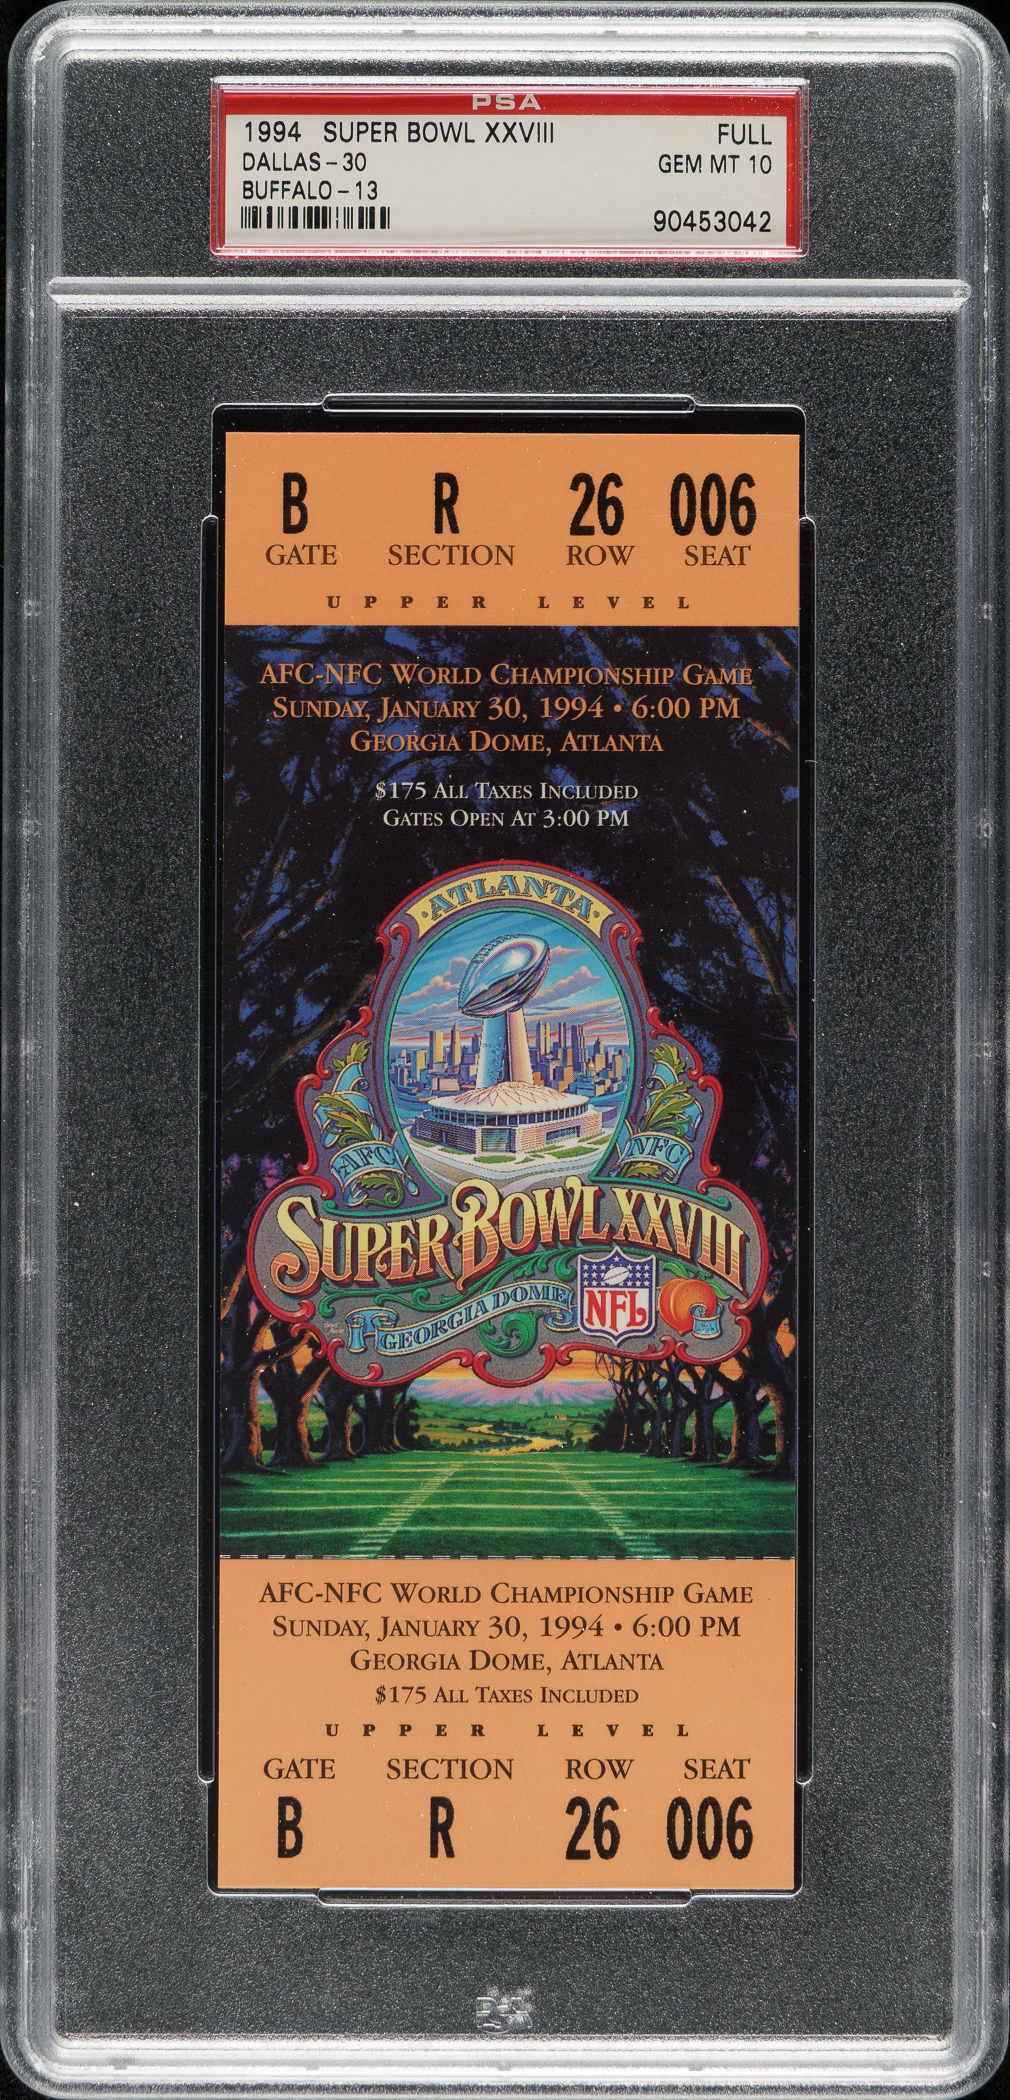 PSA
1994 SUPER BOWL XXVIII FULL
DALLAS-30 GEM MT 10
BUFFALO-13
90453042
B R 26 006
GATE SECTION ROW SEAT
UPPER LEVEL
AFC-NFC WORLD CHAMPIONSHIP GAME
SUNDAY, JANUARY 30, 1994 • 6:00 PM
GEORGIA DOME, ATLANTA
$175 ALL TAXES INCLUDED
GATES OPEN AT 3:00 PM
·ATLANTA·
AFC NFC
SUPER BOWL XXVIII
GEORGIA DOME NFL
AFC-NFC WORLD CHAMPIONSHIP GAME
SUNDAY, JANUARY 30, 1994 • 6:00 PM
GEORGIA DOME, ATLANTA
$175 ALL TAXES INCLUDED
UPPER LEVEL
GATE SECTION ROW SEAT
B R 26 006